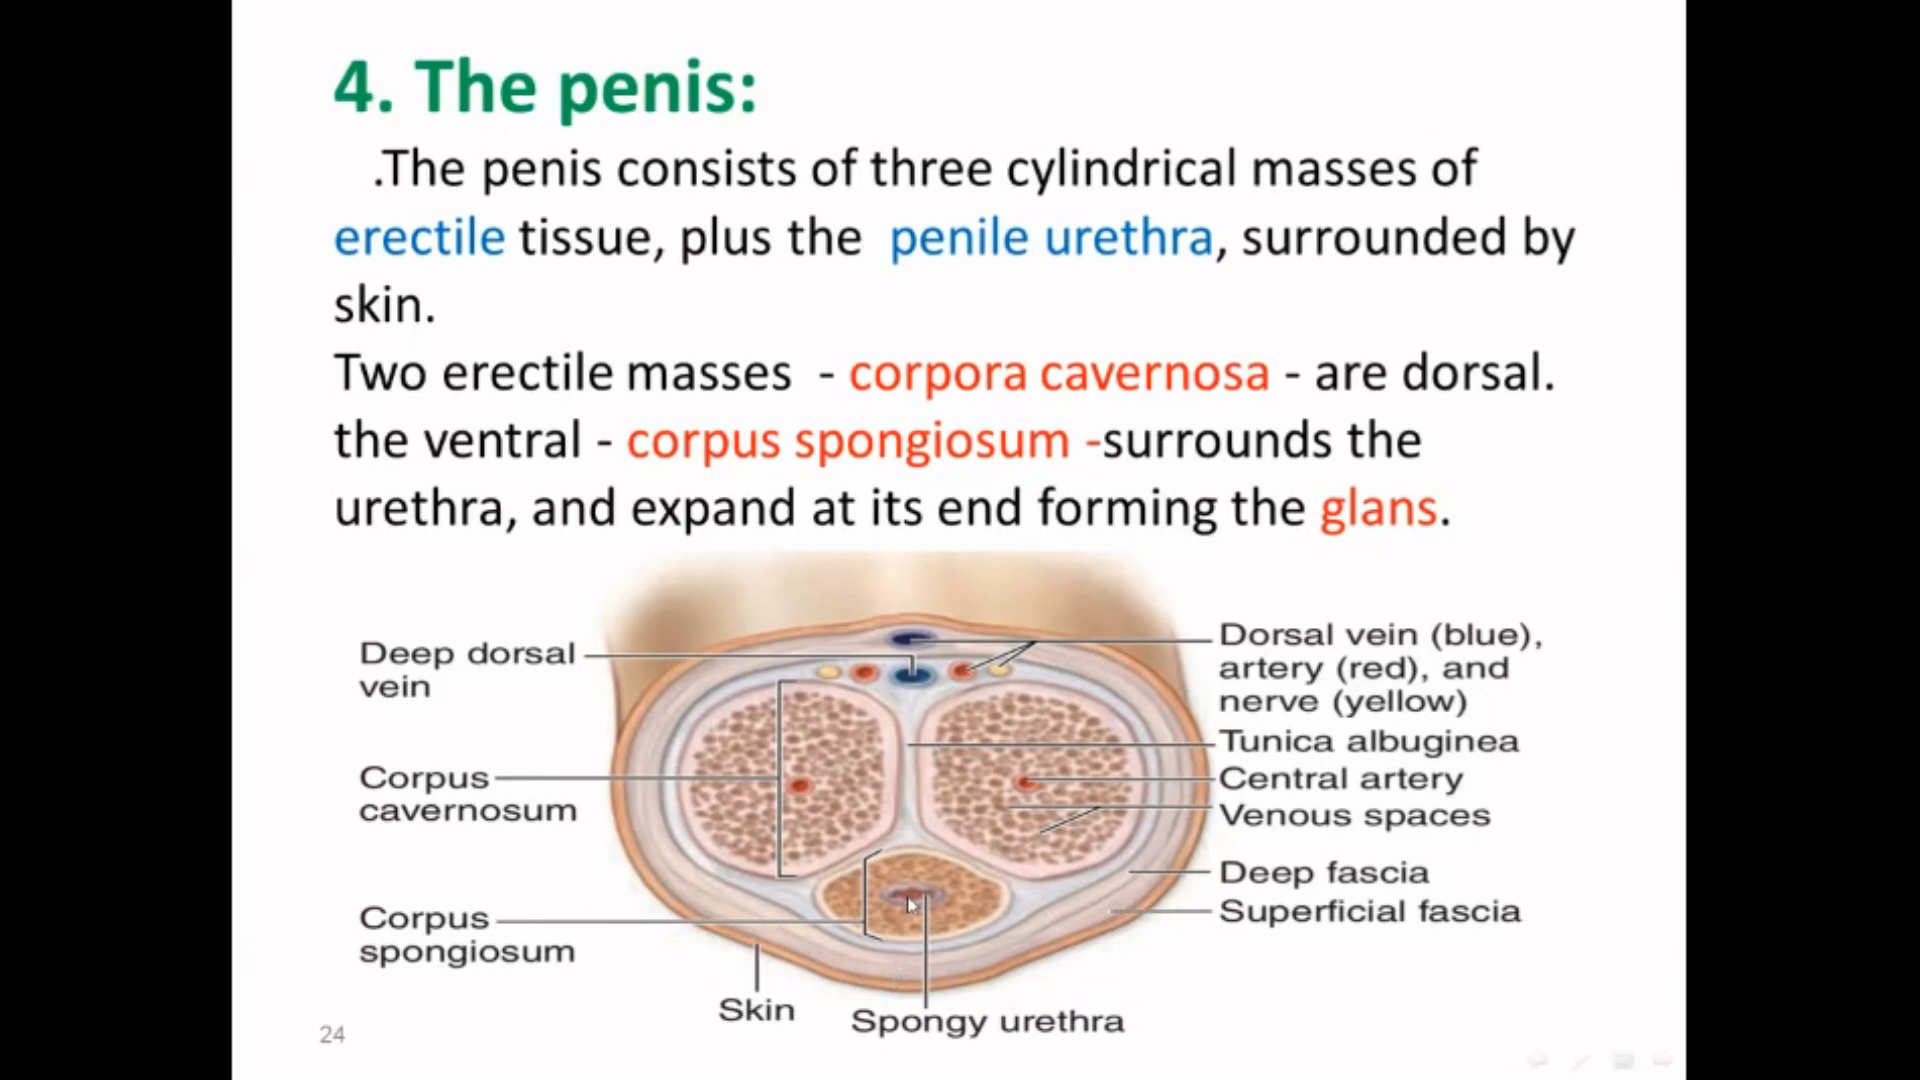 4. The penis:
.The penis consists of three cylindrical masses of
erectile tissue, plus the penile urethra, surrounded by
skin.
Two erectile masses - corpora cavernosa - are dorsal.
the ventral - corpus spongiosum -surrounds the
urethra, and expand at its end forming the glans.
Deep dorsal
vein
Corpus
cavernosum
Corpus
spongiosum
Skin
Spongy urethra
Dorsal vein (blue),
artery (red), and
nerve (yellow)
Tunica albuginea
Central artery
Venous spaces
Deep fascia
Superficial fascia
24